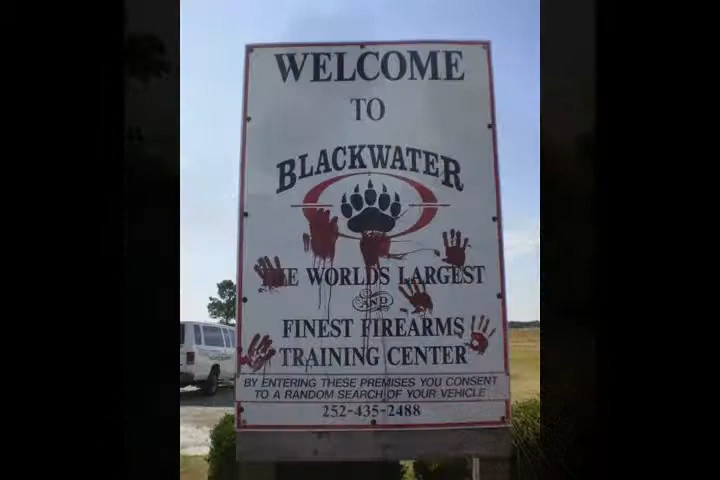 WELCOME
TO
BLACKWATER
THE WORLDS LARGEST
AND
FINEST FIREARMS
TRAINING CENTER
BY ENTERING THESE PREMISES YOU CONSENT
TO A RANDOM SEARCH OF YOUR VEHICLE
252-435-2488